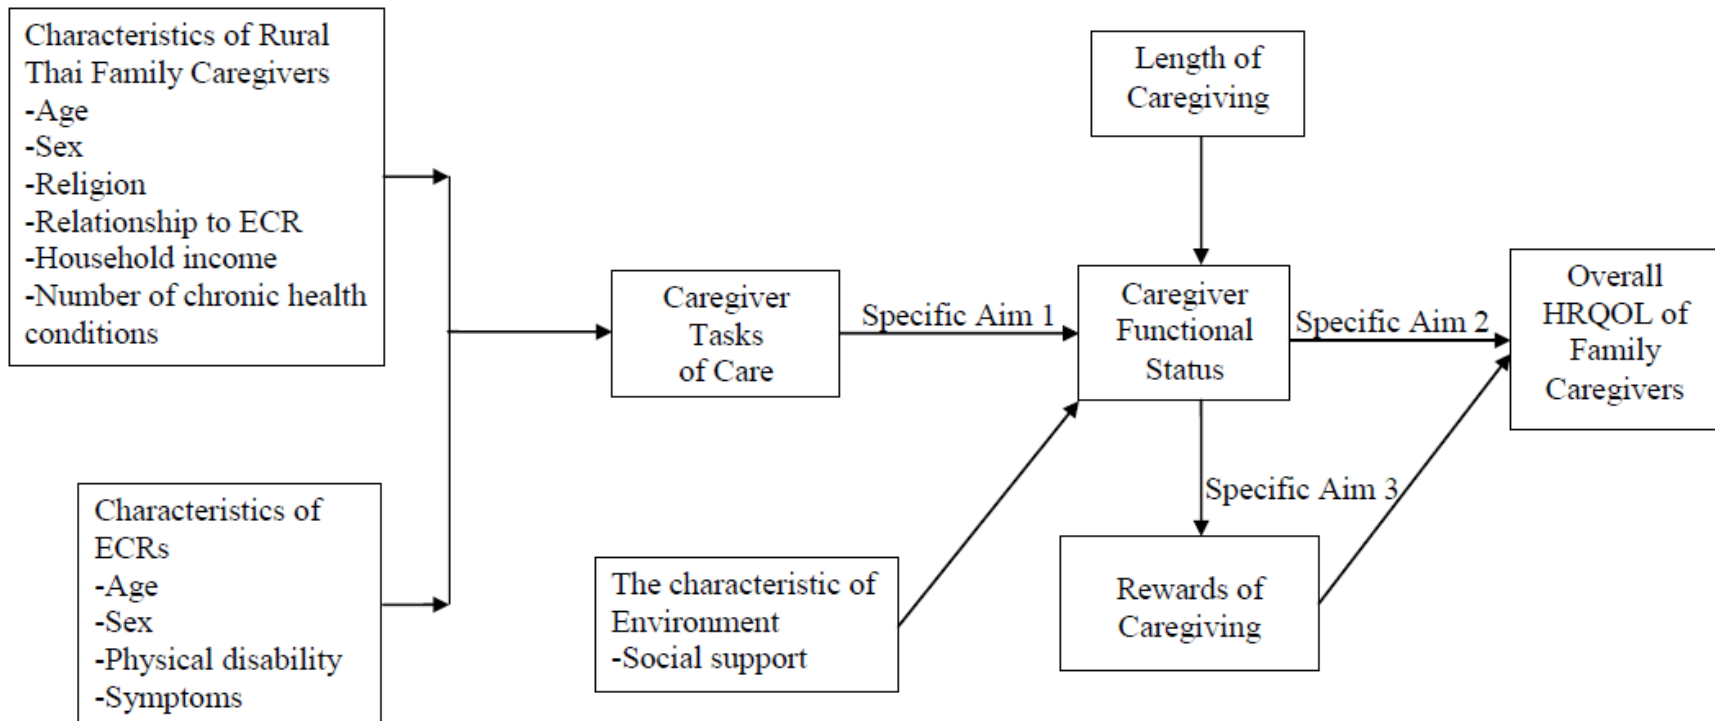 Characteristics of Rural
Thai Family Caregivers
-Age
-Sex
-Religion
-Relationship to ECR
-Household income
-Number of chronic health
conditions
Characteristics of
ECRs
-Age
-Sex
-Physical disability
-Symptoms
Caregiver
Tasks
of Care
Specific Aim 1
The characteristic of
Environment
-Social support
Length of
Caregiving
Caregiver
Functional
Status
Specific Aim 2
Specific Aim 3
Rewards of
Caregiving
Overall
HRQOL of
Family
Caregivers